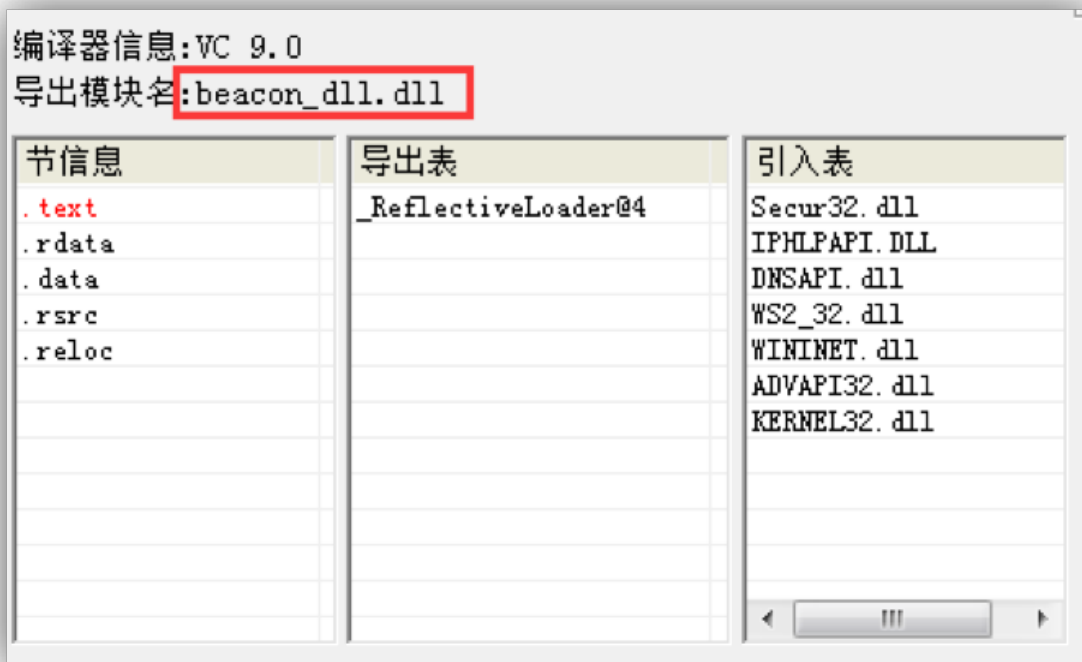 编译器信息:VC 9.0
导出模块名:beacon_dll.dll
节信息
.text
.rdata
.data
.rsrc
.reloc
导出表
_ReflectiveLoader@4
引入表
Secur32.dll
IPHLPAPI.DLL
DNSAPI.dll
WS2_32.dll
WININET.dll
ADVAPI32.dll
KERNEL32.dll